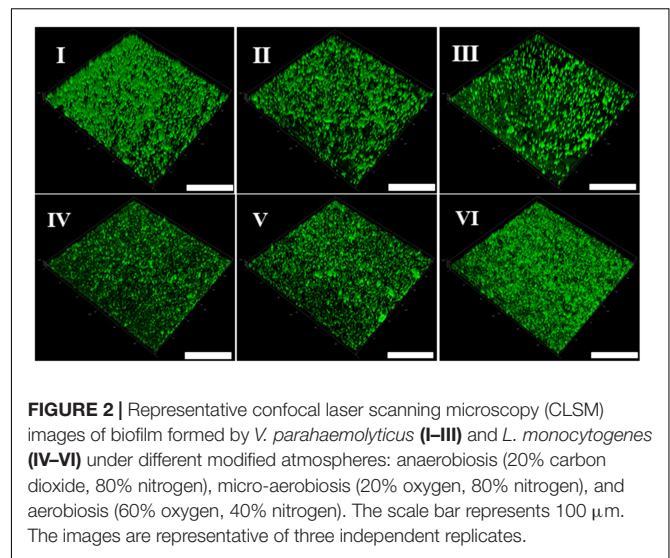 I II III
IV V VI
FIGURE 2 | Representative confocal laser scanning microscopy (CLSM)
images of biofilm formed by V. parahaemolyticus (I–III) and L. monocytogenes
(IV–VI) under different modified atmospheres: anaerobiosis (20% carbon
dioxide, 80% nitrogen), micro-aerobiosis (20% oxygen, 80% nitrogen), and
aerobiosis (60% oxygen, 40% nitrogen). The scale bar represents 100 μm.
The images are representative of three independent replicates.